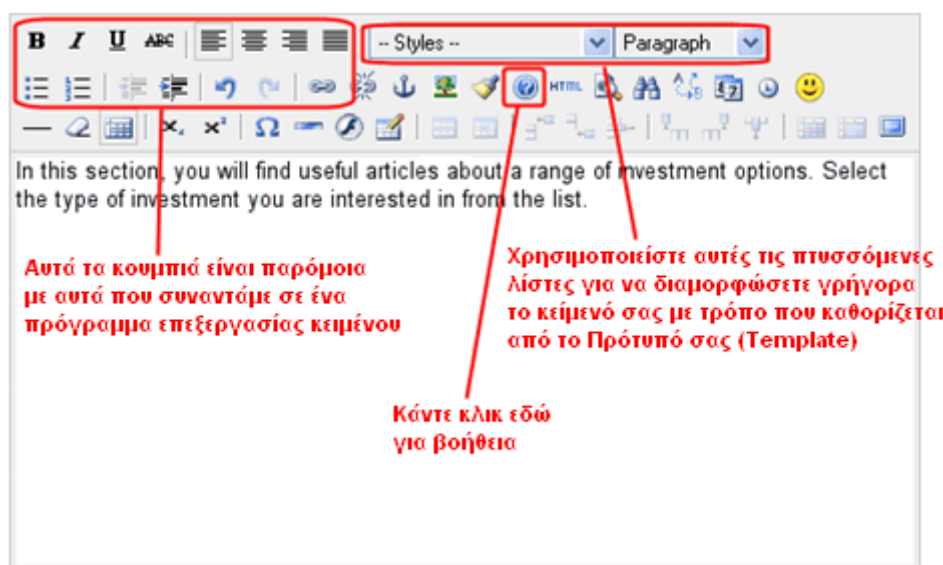 B I U ABC -- Styles -- Paragraph
HTML
In this section, you will find useful articles about a range of investment options. Select
the type of investment you are interested in from the list.
Αυτά τα κουμπιά είναι παρόμοια
με αυτά που συναντάμε σε ένα
πρόγραμμα επεξεργασίας κειμένου
Χρησιμοποιείστε αυτές τις πτυσσόμενες
λίστες για να διαμορφώσετε γρήγορα
το κείμενό σας με τρόπο που καθορίζεται
από το Πρότυπό σας (Template)
Κάντε κλικ εδώ
για βοήθεια